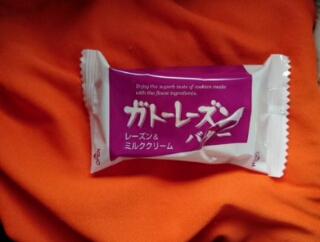 Enjoy the superb taste of cookies made
with the finest ingredients.
ガトーレーズン
バター
レーズン&
ミルククリーム